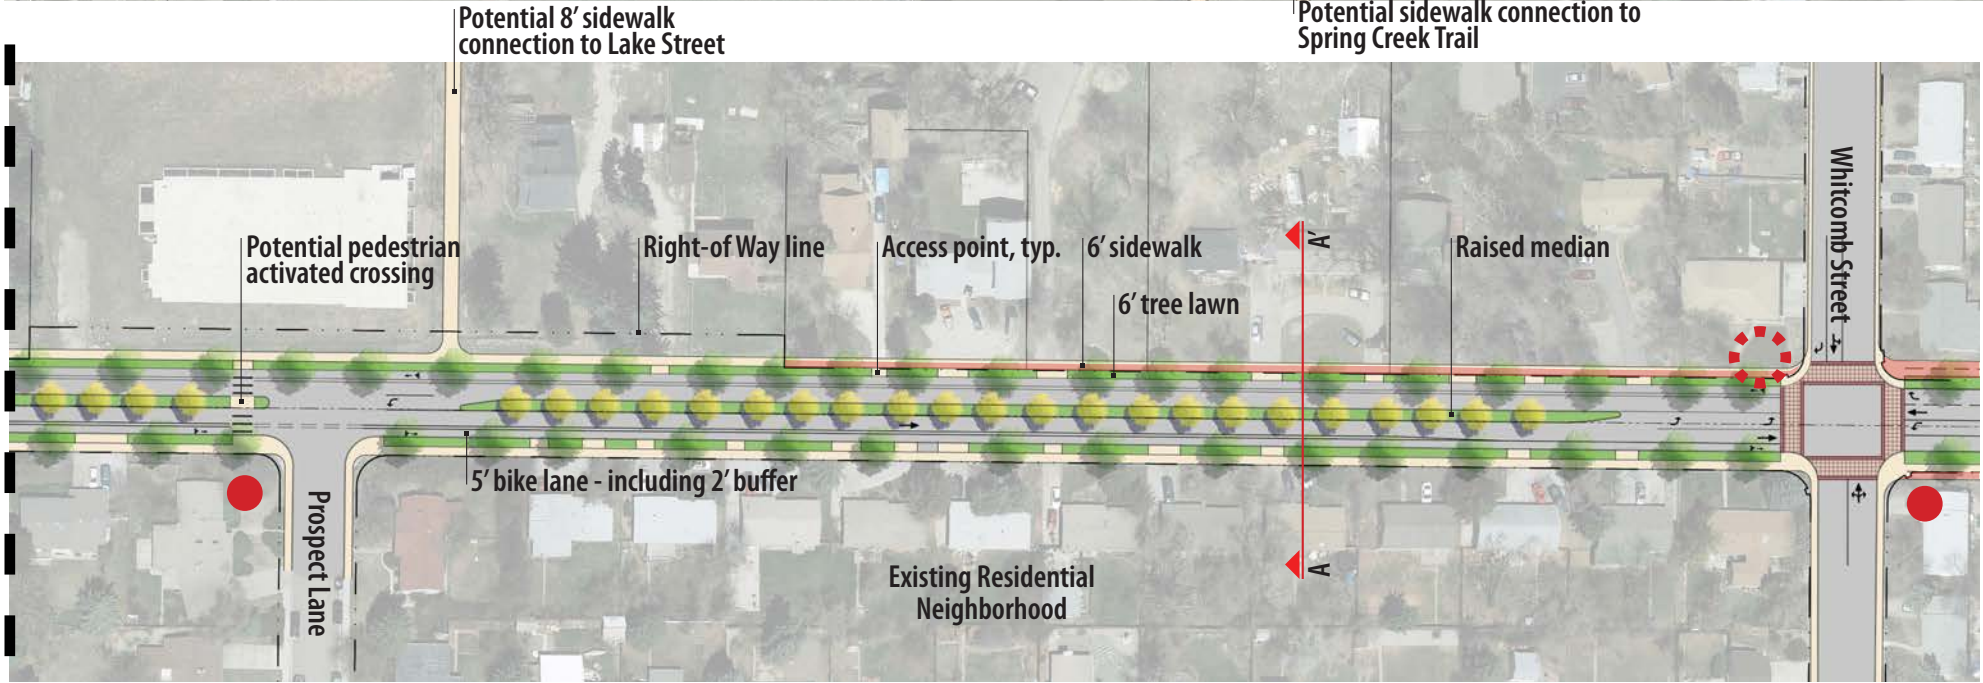 Potential 8' sidewalk
connection to Lake Street
Potential sidewalk connection to
Spring Creek Trail
Potential pedestrian
activated crossing
Right-of Way line
Access point, typ.
6' sidewalk
6' tree lawn
A'
Raised median
Whitcomb Street
5' bike lane - including 2' buffer
Prospect Lane
Existing Residential
Neighborhood
A